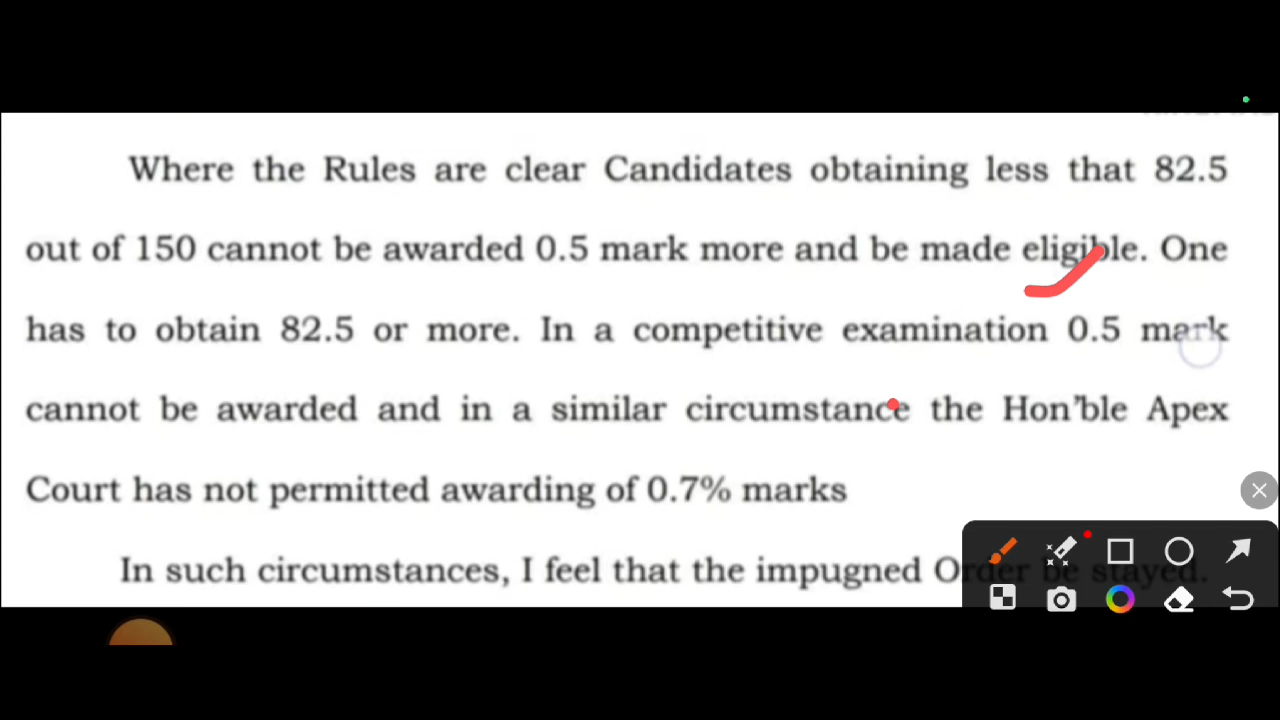 Where the Rules are clear Candidates obtaining less that 82.5
out of 150 cannot be awarded 0.5 mark more and be made eligible. One
has to obtain 82.5 or more. In a competitive examination 0.5 mark
cannot be awarded and in a similar circumstance the Hon'ble Apex
Court has not permitted awarding of 0.7% marks
In such circumstances, I feel that the impugned Order be stayed.